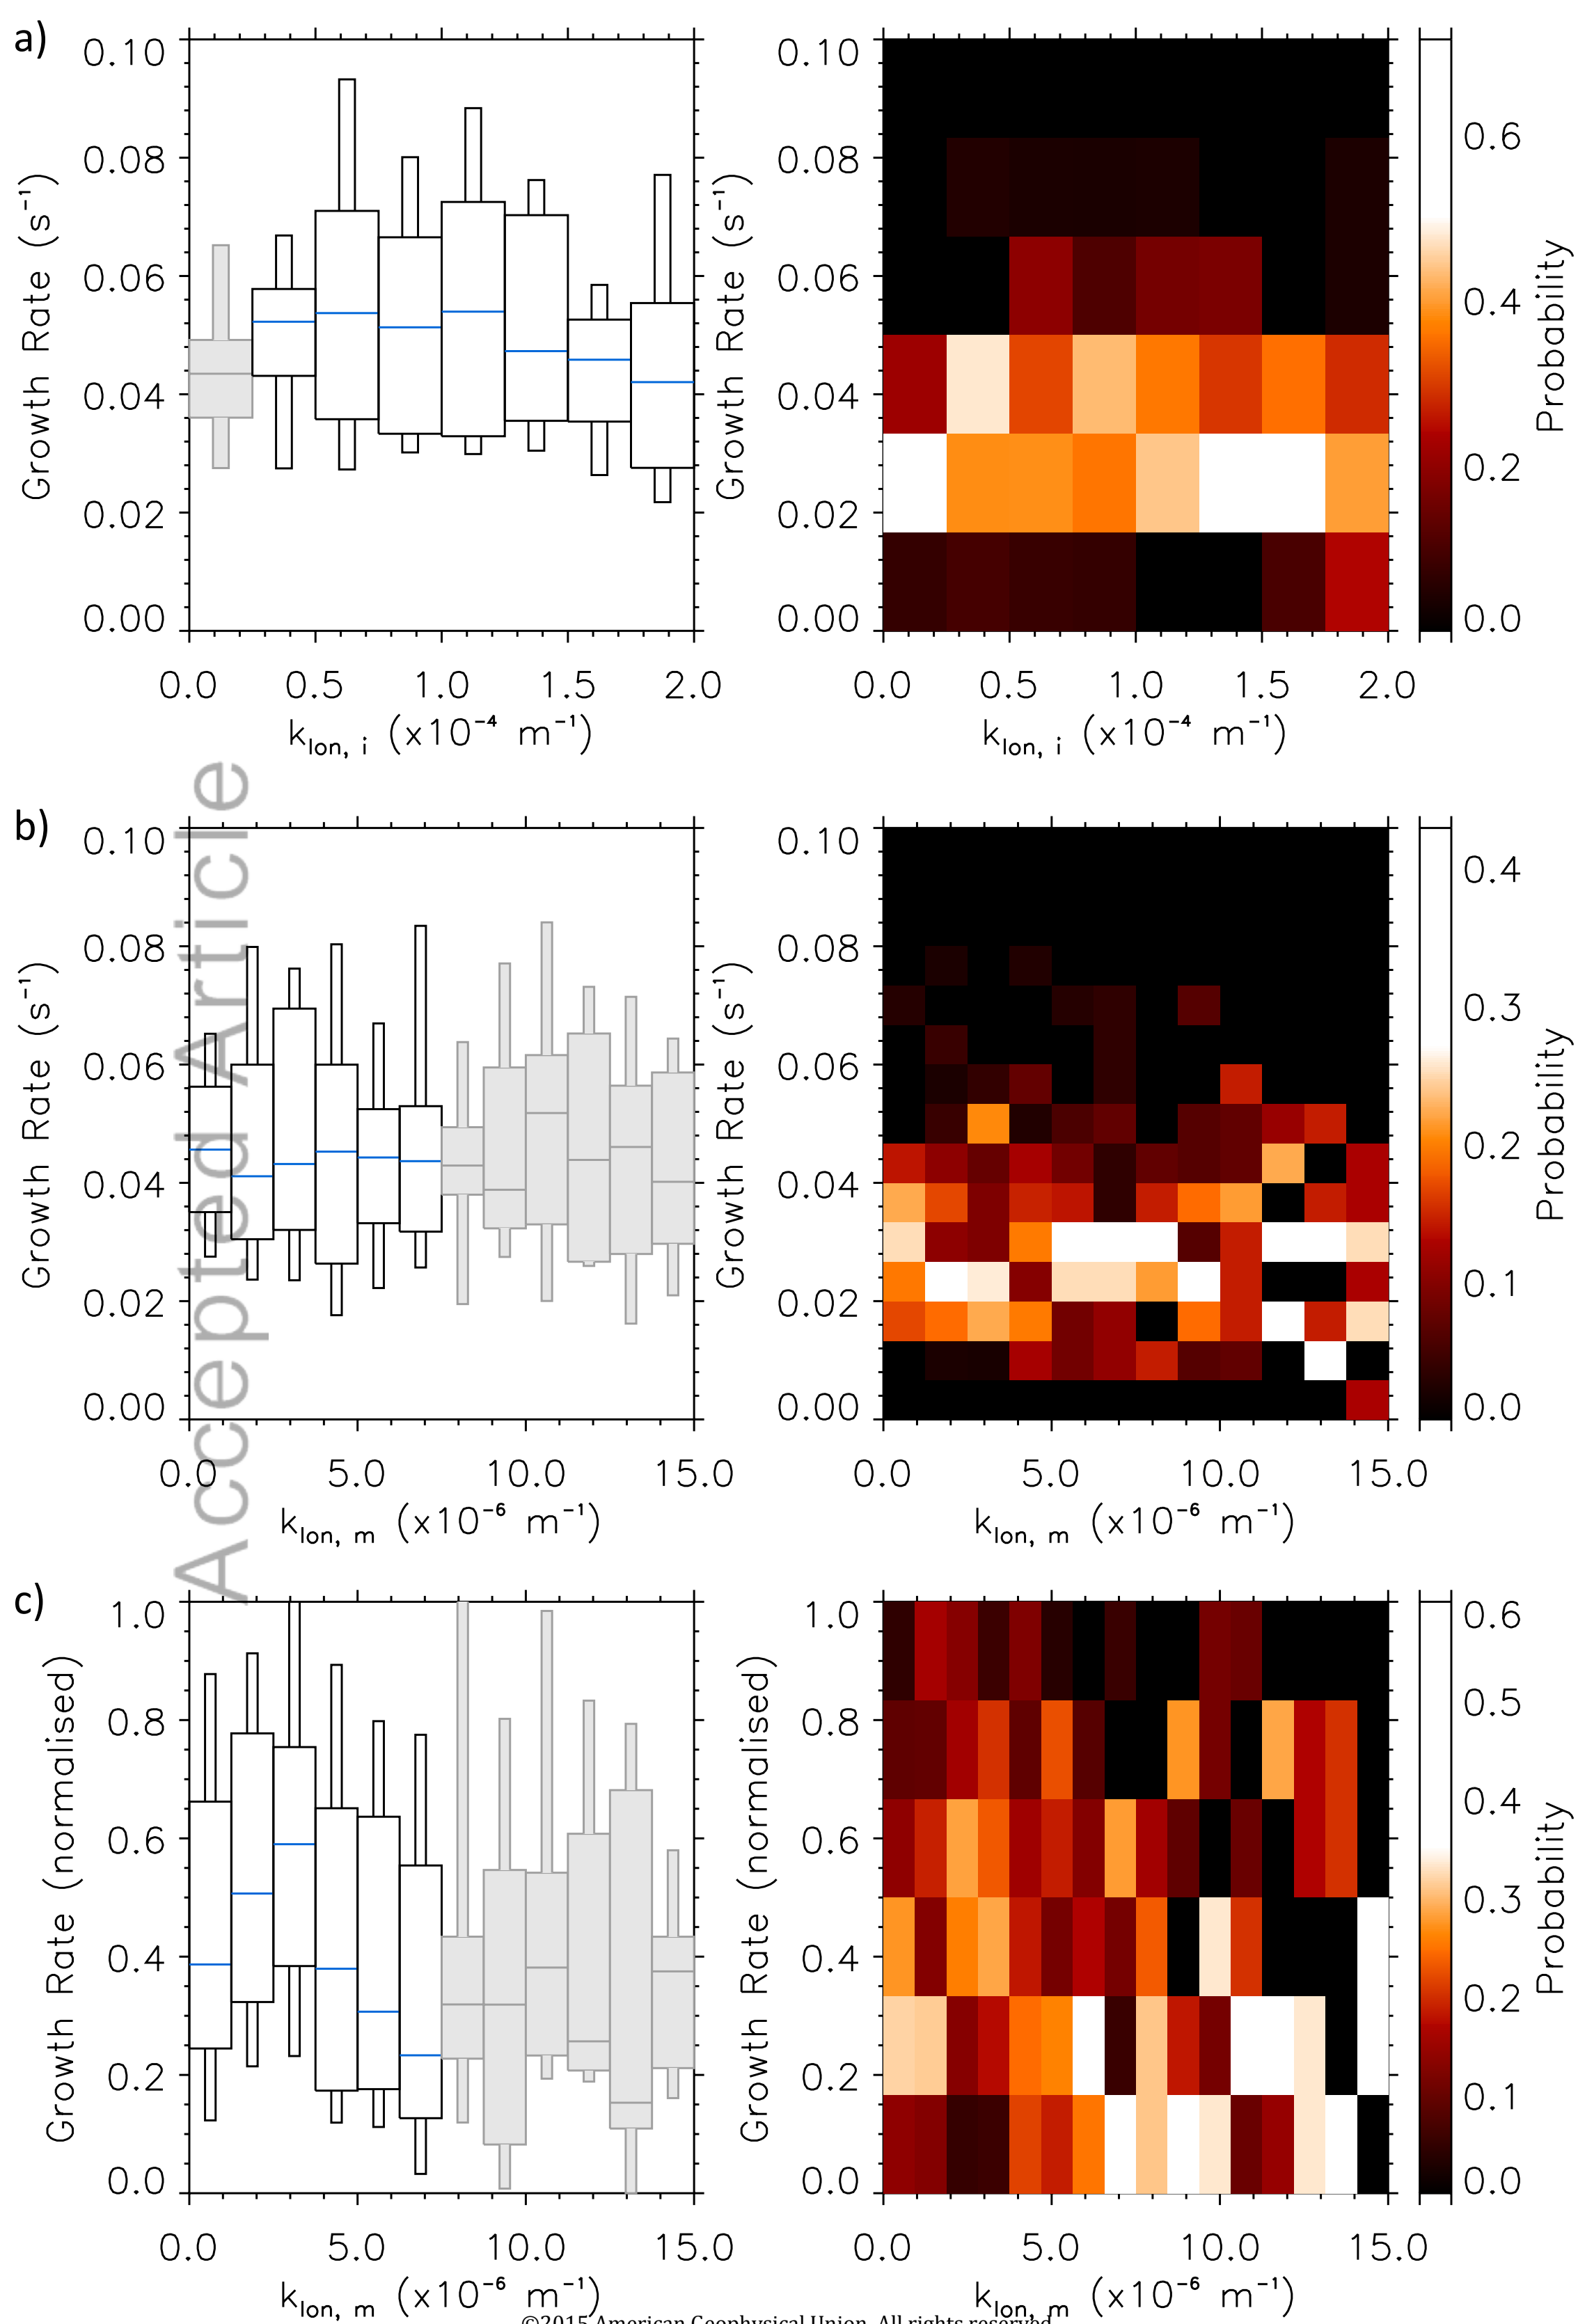 a)
0.10
0.08
0.06
0.04
0.02
0.00
Growth Rate (s⁻¹)
0.0 0.5 1.0 1.5 2.0
k_lon, i (x10⁻⁴ m⁻¹)
0.10
0.08
0.06
0.04
0.02
0.00
Growth Rate (s⁻¹)
0.0 0.5 1.0 1.5 2.0
k_lon, i (x10⁻⁴ m⁻¹)
0.6
0.4
0.2
0.0
Probability
b)
0.10
0.08
0.06
0.04
0.02
0.00
Growth Rate (s⁻¹)
0.0 5.0 10.0 15.0
k_lon, m (x10⁻⁶ m⁻¹)
0.10
0.08
0.06
0.04
0.02
0.00
Growth Rate (s⁻¹)
0.0 5.0 10.0 15.0
k_lon, m (x10⁻⁶ m⁻¹)
0.4
0.3
0.2
0.1
0.0
Probability
Accepted Article
c)
1.0
0.8
0.6
0.4
0.2
0.0
Growth Rate (normalised)
0.0 5.0 10.0 15.0
k_lon, m (x10⁻⁶ m⁻¹)
1.0
0.8
0.6
0.4
0.2
0.0
Growth Rate (normalised)
0.0 5.0 10.0 15.0
k_lon, m (x10⁻⁶ m⁻¹)
0.6
0.5
0.4
0.3
0.2
0.1
0.0
Probability
©2015 American Geophysical Union. All rights reserved.